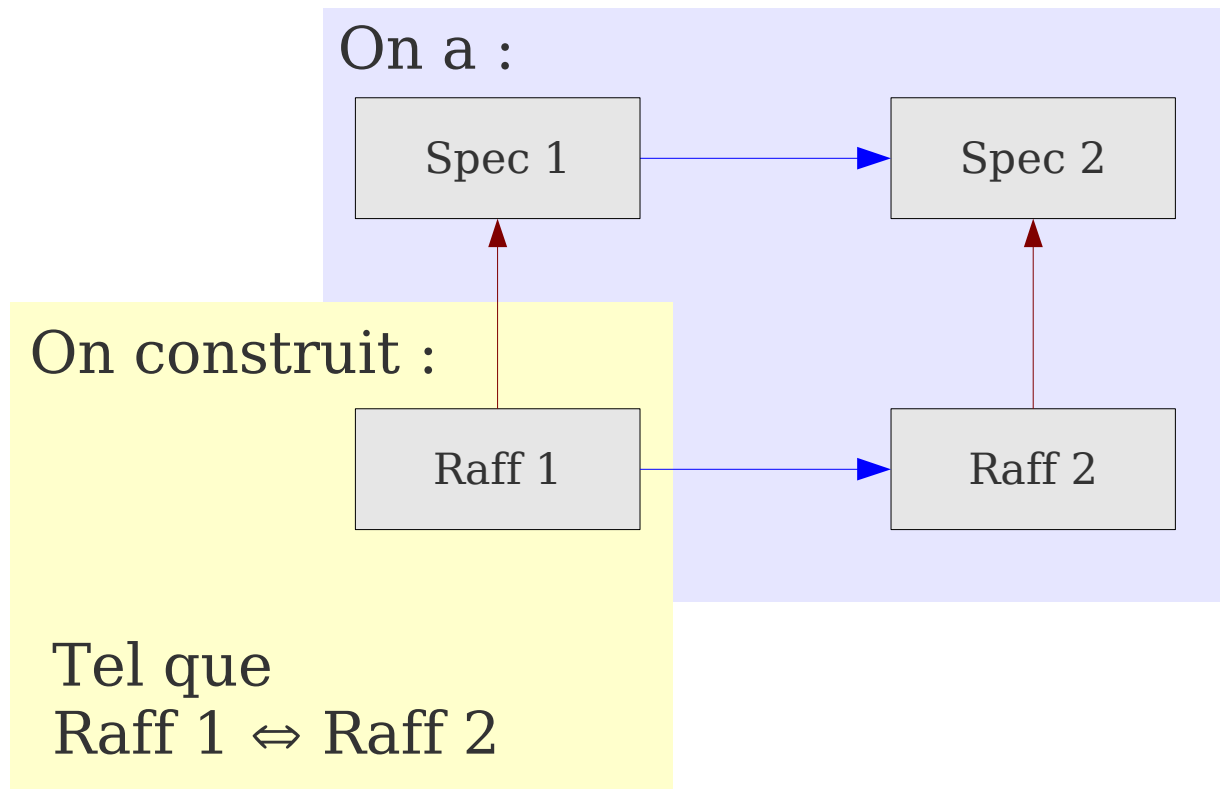 On a :
Spec 1
Spec 2
On construit :
Raff 1
Raff 2
Tel que
Raff 1 ⇔ Raff 2